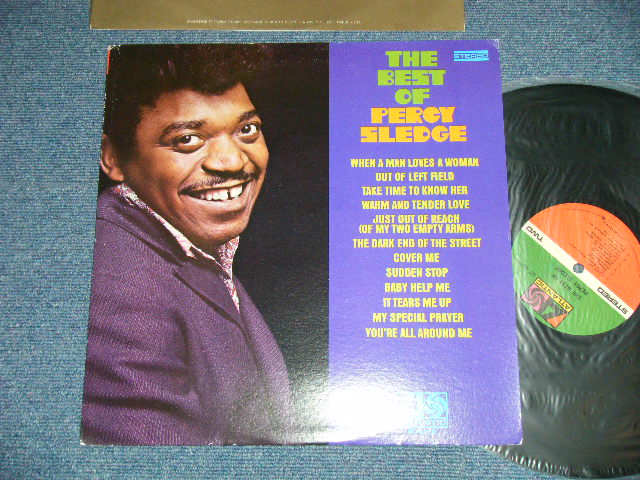 THE
BEST
OF
PERCY
SLEDGE
STEREO
WHEN A MAN LOVES A WOMAN
OUT OF LEFT FIELD
TAKE TIME TO KNOW HER
WARM AND TENDER LOVE
JUST OUT OF REACH
(OF MY TWO EMPTY ARMS)
THE DARK END OF THE STREET
COVER ME
SUDDEN STOP
BABY HELP ME
IT TEARS ME UP
MY SPECIAL PRAYER
YOU'RE ALL AROUND ME
ATLANTIC
TWO
STEREO
ATLANTIC